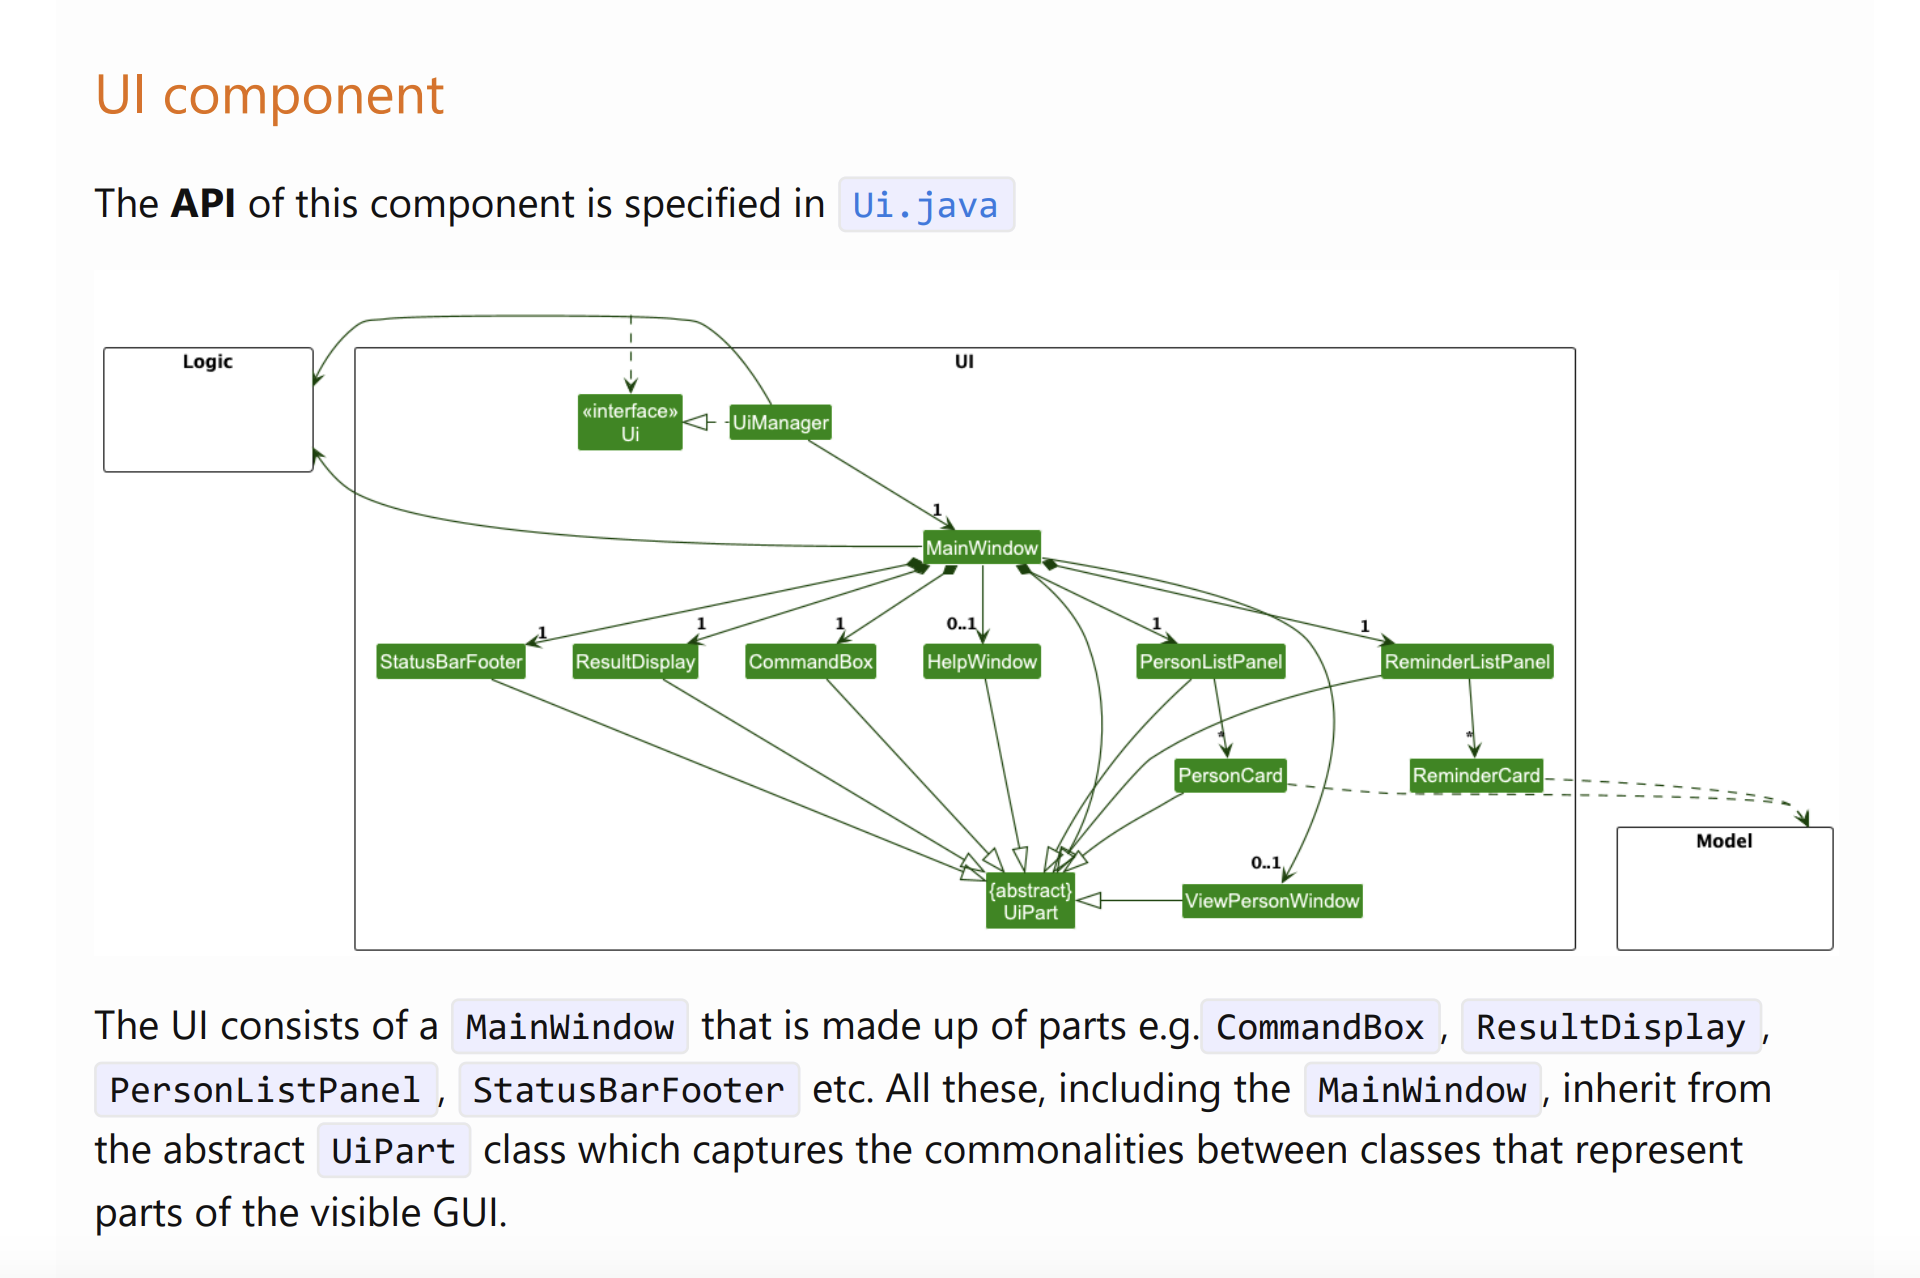 UI component
The API of this component is specified in Ui.java
Logic
UI
«interface»
Ui
UiManager
1
MainWindow
1
1
1
0..1
1
1
StatusBarFooter
ResultDisplay
CommandBox
HelpWindow
PersonListPanel
ReminderListPanel
*
*
PersonCard
ReminderCard
Model
0..1
{abstract}
UiPart
ViewPersonWindow
The UI consists of a MainWindow that is made up of parts e.g. CommandBox, ResultDisplay,
PersonListPanel, StatusBarFooter etc. All these, including the MainWindow, inherit from
the abstract UiPart class which captures the commonalities between classes that represent
parts of the visible GUI.